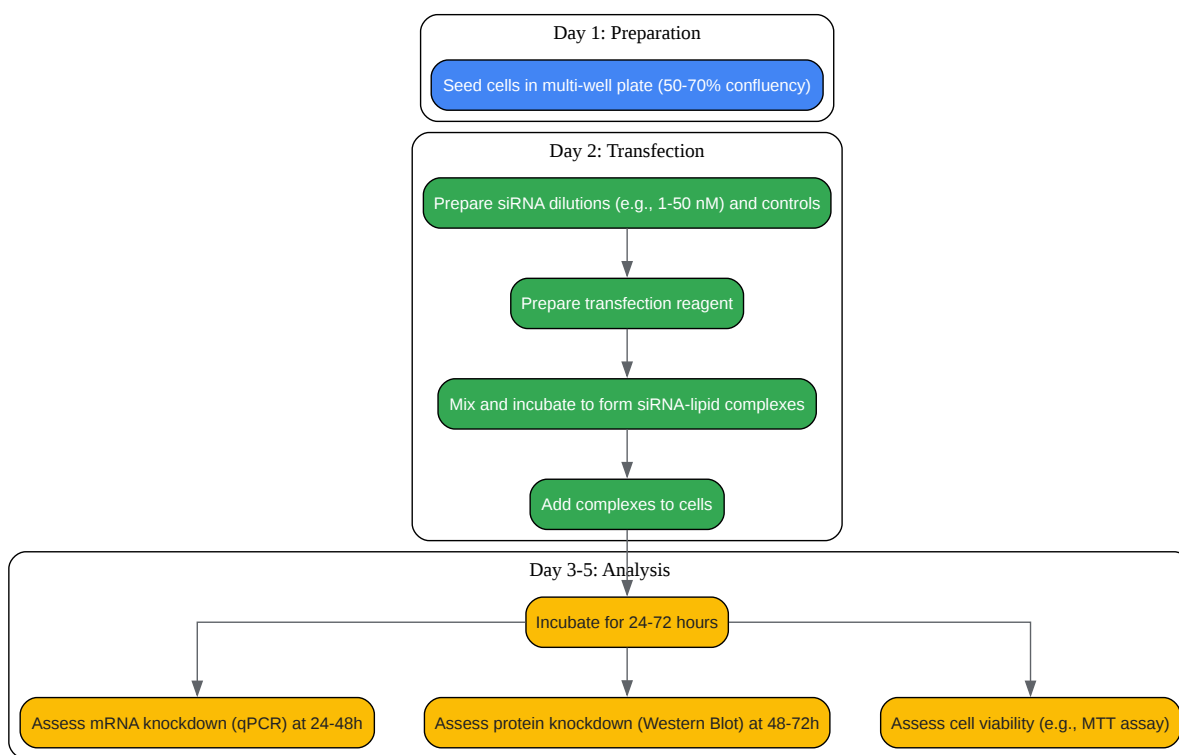 Day 1: Preparation
Seed cells in multi-well plate (50-70% confluency)
Day 2: Transfection
Prepare siRNA dilutions (e.g., 1-50 nM) and controls
Prepare transfection reagent
Mix and incubate to form siRNA-lipid complexes
Add complexes to cells
Day 3-5: Analysis
Incubate for 24-72 hours
Assess mRNA knockdown (qPCR) at 24-48h
Assess protein knockdown (Western Blot) at 48-72h
Assess cell viability (e.g., MTT assay)